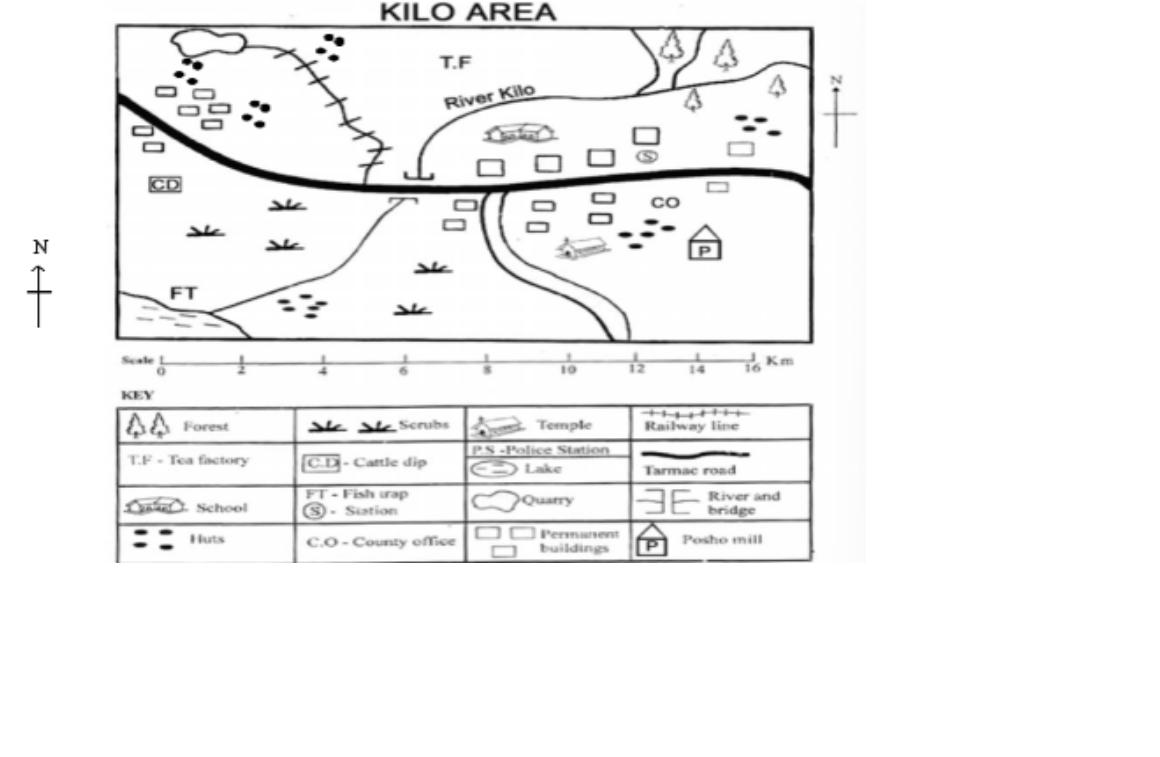 KILO AREA
T.F
River Kilo
N
S
CD
CO
P
N
FT
Scale
0 2 4 6 8 10 12 14 16 Km
KEY
Forest
Scrubs
Temple
Railway line
T.F - Tea factory
C.D - Cattle dip
P.S -Police Station
Lake
Tarmac road
School
FT - Fish trap
S - Station
Quarry
River and
bridge
Huts
C.O - County office
Permanent
buildings
P
Posho mill